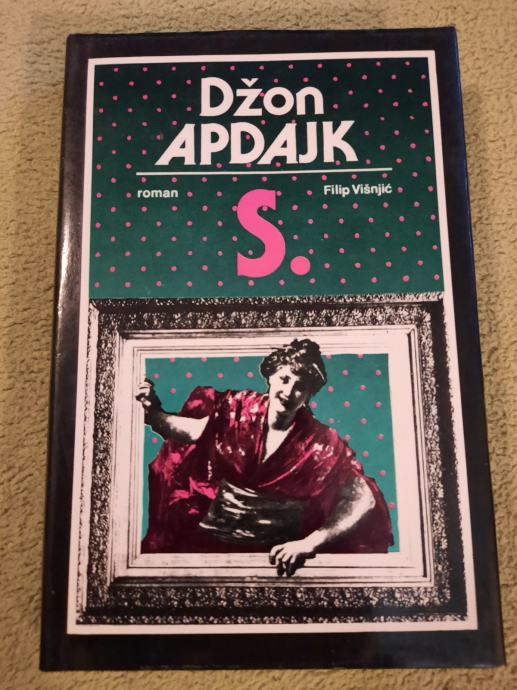 Džon
APDAJK
roman Filip Višnjić
S.